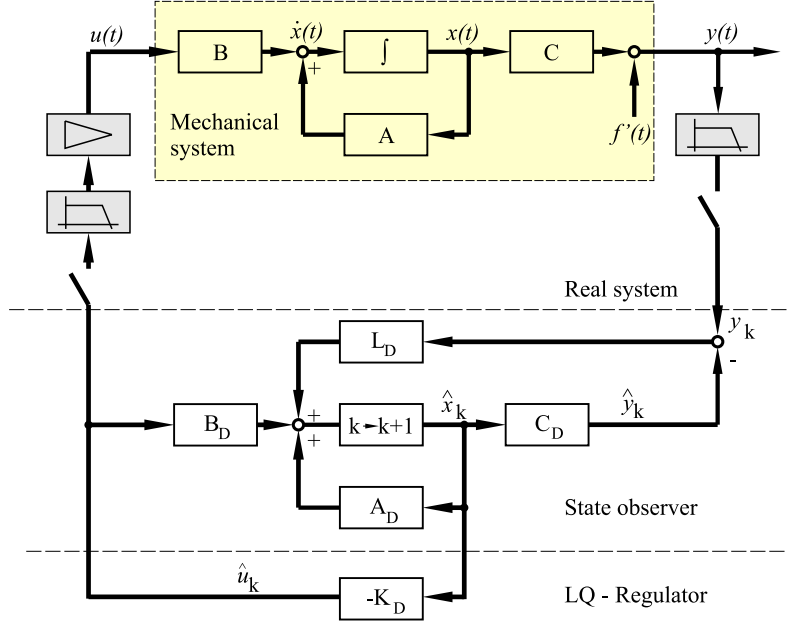 u(t)
B
ẋ(t)
∫
x(t)
C
y(t)
+
A
f’(t)
Mechanical
system
Real system
y k
L D
-
B D
+
+
k→k+1
x̂ k
C D
ŷ k
A D
State observer
û k
-K D
LQ - Regulator